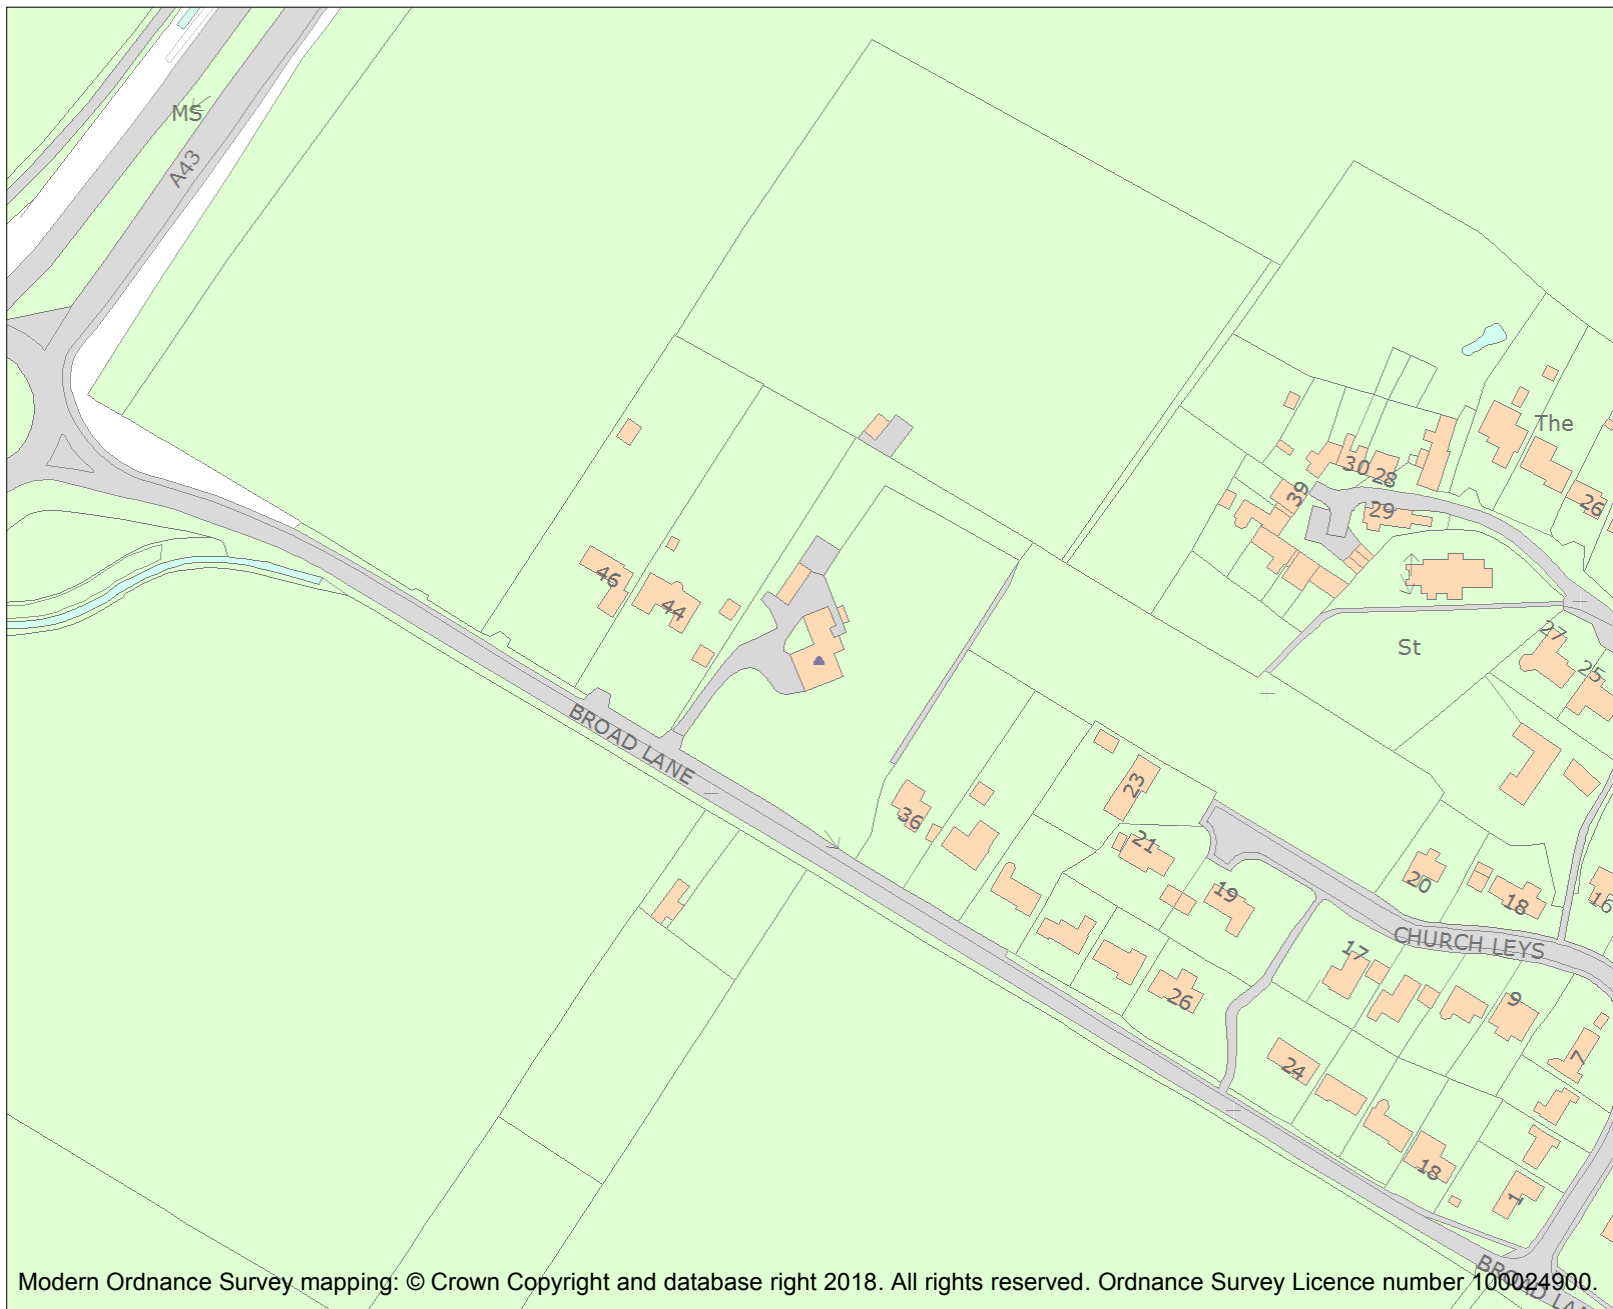 MS
A43
The
30
28
26
39
29
46
44
27
St
25
BROAD LANE
23
36
21
20
19
18
16
CHURCH LEYS
17
26
9
24
7
18
1
BROAD LAN
Modern Ordnance Survey mapping: © Crown Copyright and database right 2018. All rights reserved. Ordnance Survey Licence number 100024900.